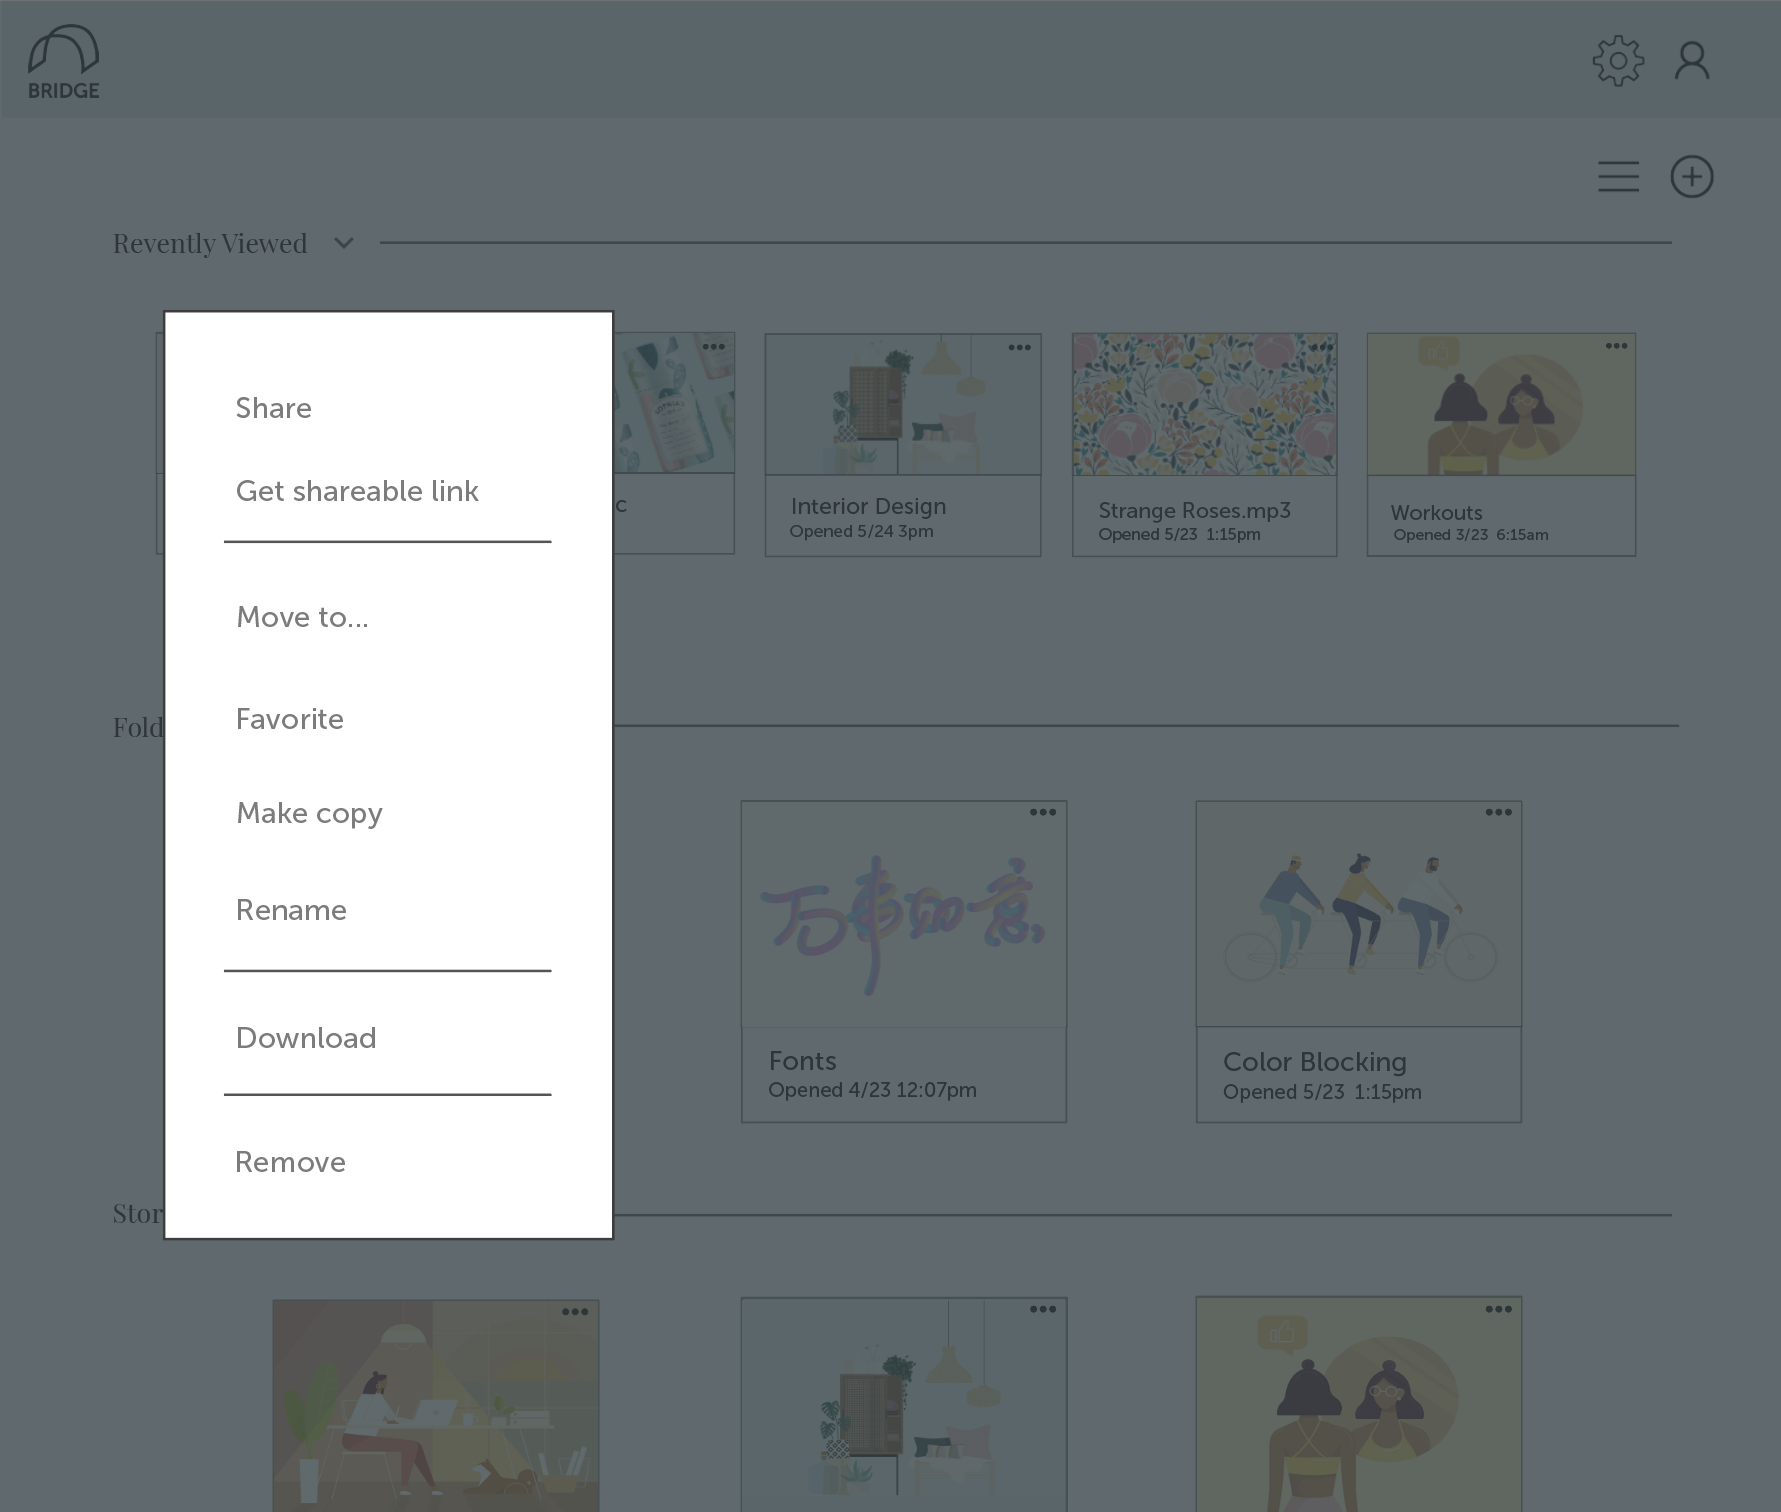 BRIDGE
Revently Viewed
Share
Get shareable link
Move to...
Favorite
Make copy
Rename
Download
Remove
c
Interior Design
Opened 5/24 3pm
Strange Roses.mp3
Opened 5/23 1:15pm
Workouts
Opened 3/23 6:15am
Fold
万事如意
Fonts
Opened 4/23 12:07pm
Color Blocking
Opened 5/23 1:15pm
Stor